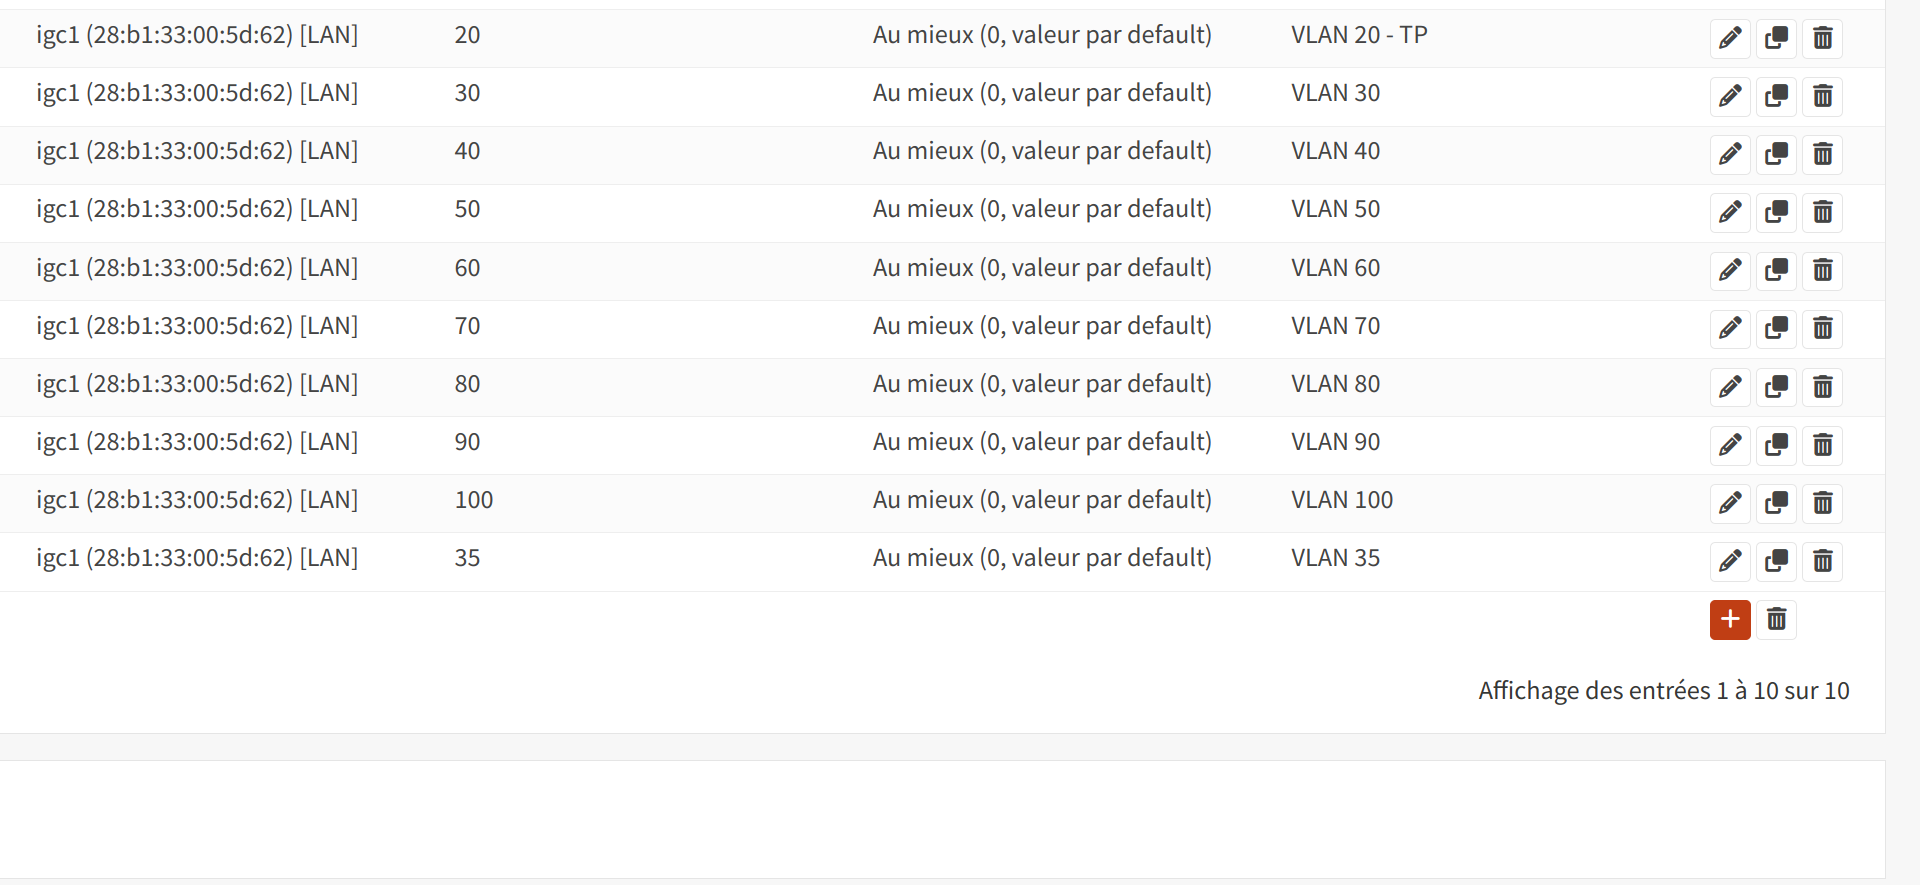 igc1 (28:b1:33:00:5d:62) [LAN] 20 Au mieux (0, valeur par default) VLAN 20 - TP
igc1 (28:b1:33:00:5d:62) [LAN] 30 Au mieux (0, valeur par default) VLAN 30
igc1 (28:b1:33:00:5d:62) [LAN] 40 Au mieux (0, valeur par default) VLAN 40
igc1 (28:b1:33:00:5d:62) [LAN] 50 Au mieux (0, valeur par default) VLAN 50
igc1 (28:b1:33:00:5d:62) [LAN] 60 Au mieux (0, valeur par default) VLAN 60
igc1 (28:b1:33:00:5d:62) [LAN] 70 Au mieux (0, valeur par default) VLAN 70
igc1 (28:b1:33:00:5d:62) [LAN] 80 Au mieux (0, valeur par default) VLAN 80
igc1 (28:b1:33:00:5d:62) [LAN] 90 Au mieux (0, valeur par default) VLAN 90
igc1 (28:b1:33:00:5d:62) [LAN] 100 Au mieux (0, valeur par default) VLAN 100
igc1 (28:b1:33:00:5d:62) [LAN] 35 Au mieux (0, valeur par default) VLAN 35
Affichage des entrées 1 à 10 sur 10